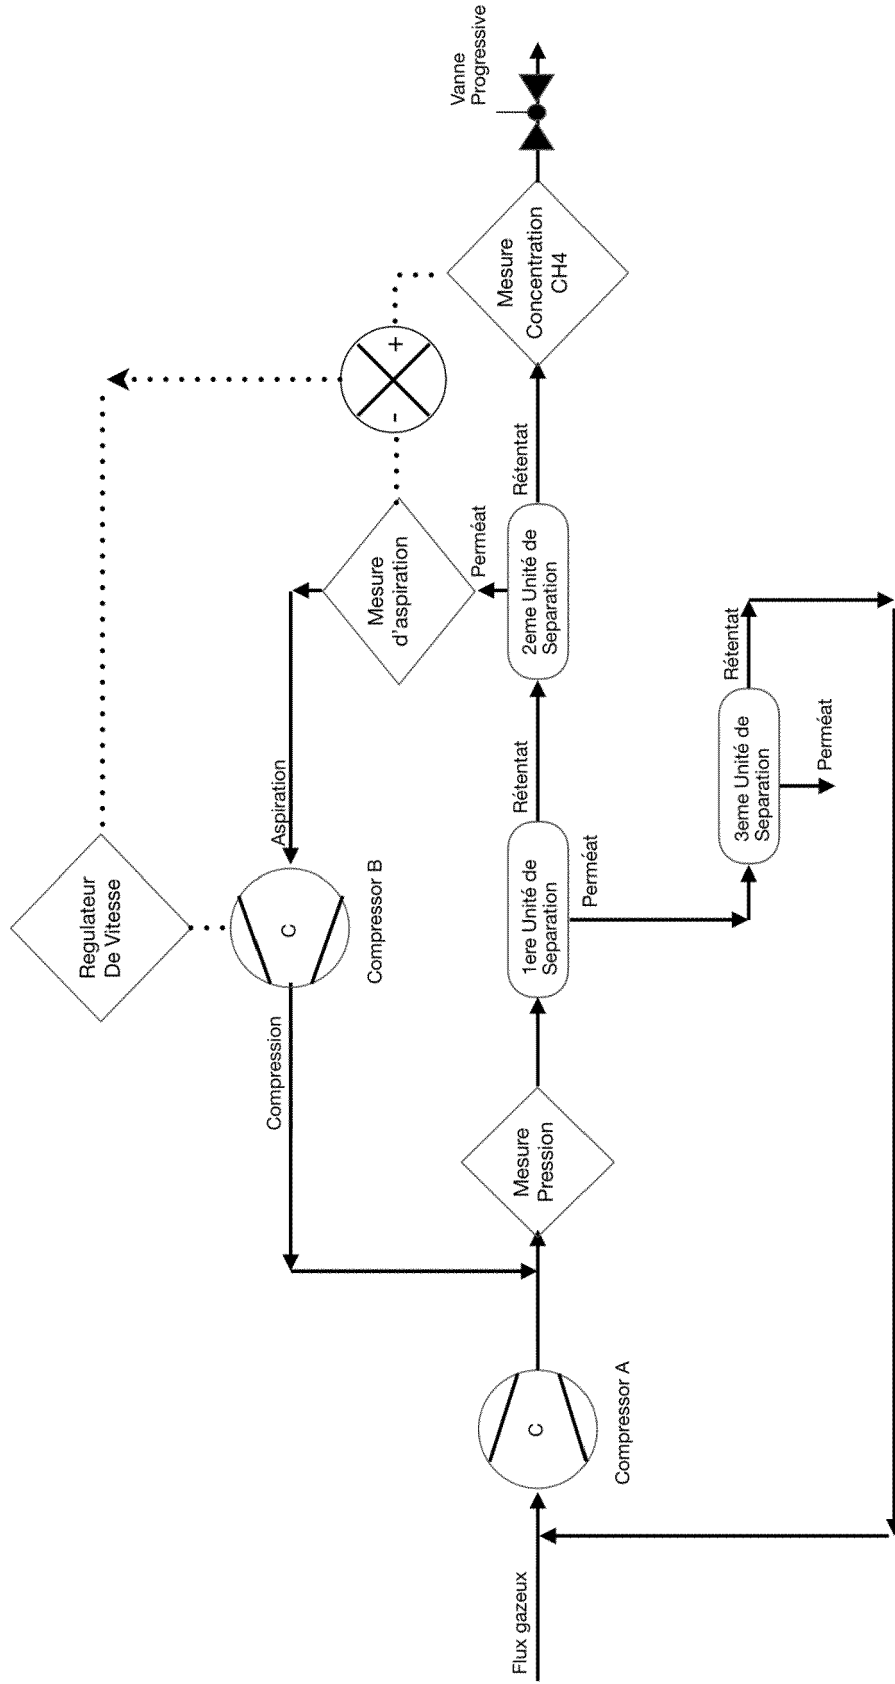 Flux gazeux
C
Compressor A
Mesure
Pression
1ere Unité de
Separation
Perméat
Rétentat
2eme Unité de
Separation
Perméat
Rétentat
Mesure
Concentration
CH4
Vanne
Progressive
3eme Unité de
Separation
Perméat
Rétentat
Mesure
d'aspiration
-
+
Aspiration
C
Compressor B
Compression
Regulateur
De Vitesse